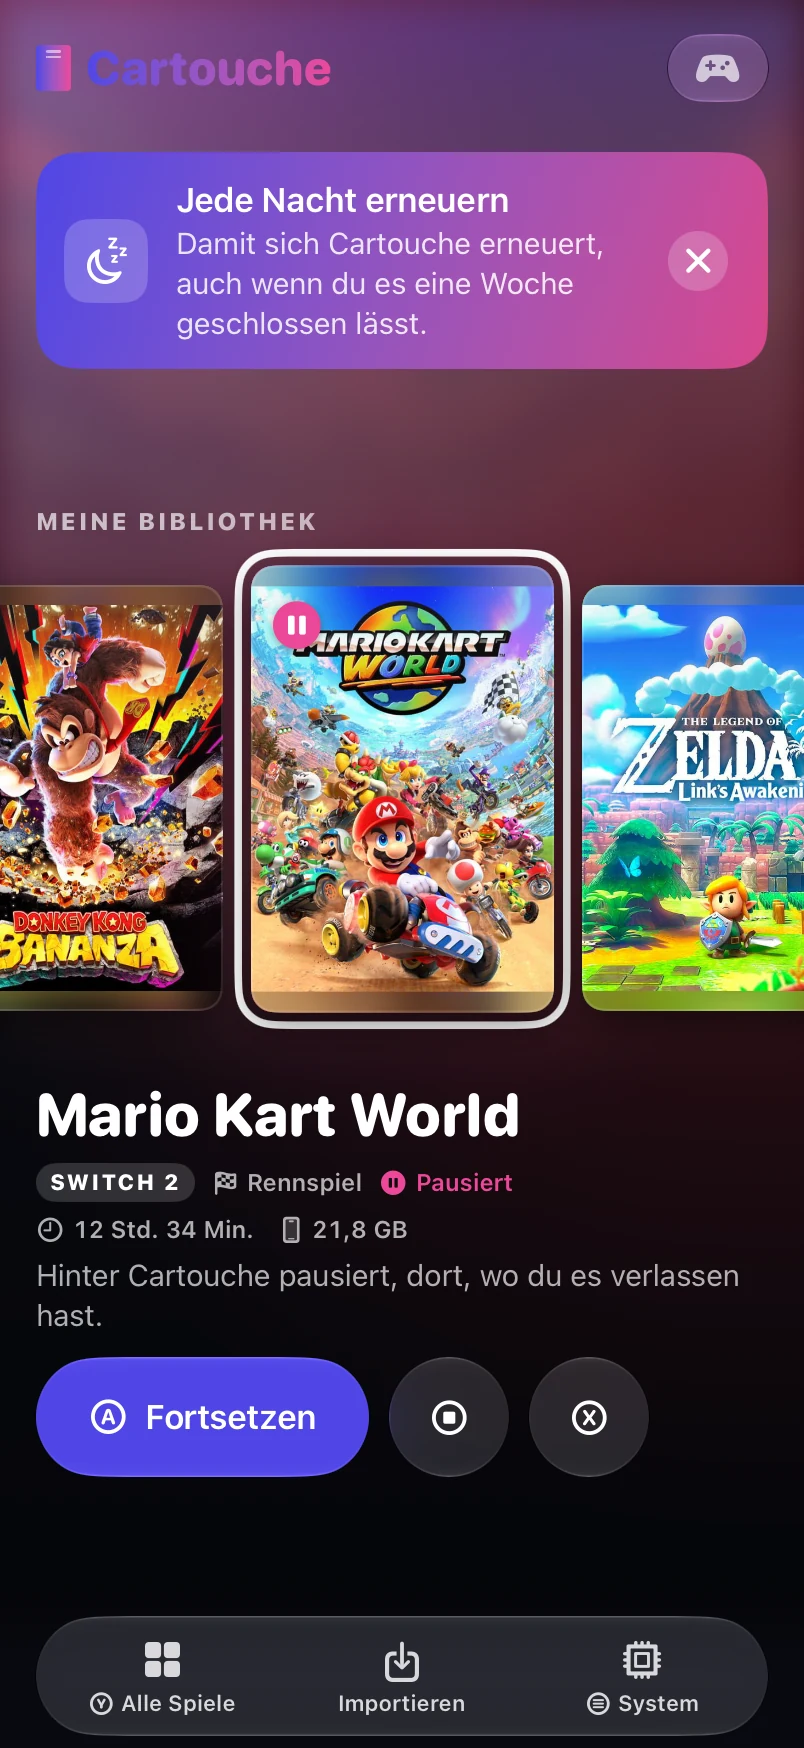 Cartouche
Jede Nacht erneuern
Damit sich Cartouche erneuert,
auch wenn du es eine Woche
geschlossen lässt.
MEINE BIBLIOTHEK
DONKEY KONG
BANANZA
MARIOKART
WORLD
THE LEGEND OF
ZELDA
Link's Awakeni
Mario Kart World
SWITCH 2 Rennspiel Pausiert
12 Std. 34 Min. 21,8 GB
Hinter Cartouche pausiert, dort, wo du es verlassen
hast.
A Fortsetzen X
Y Alle Spiele Importieren System